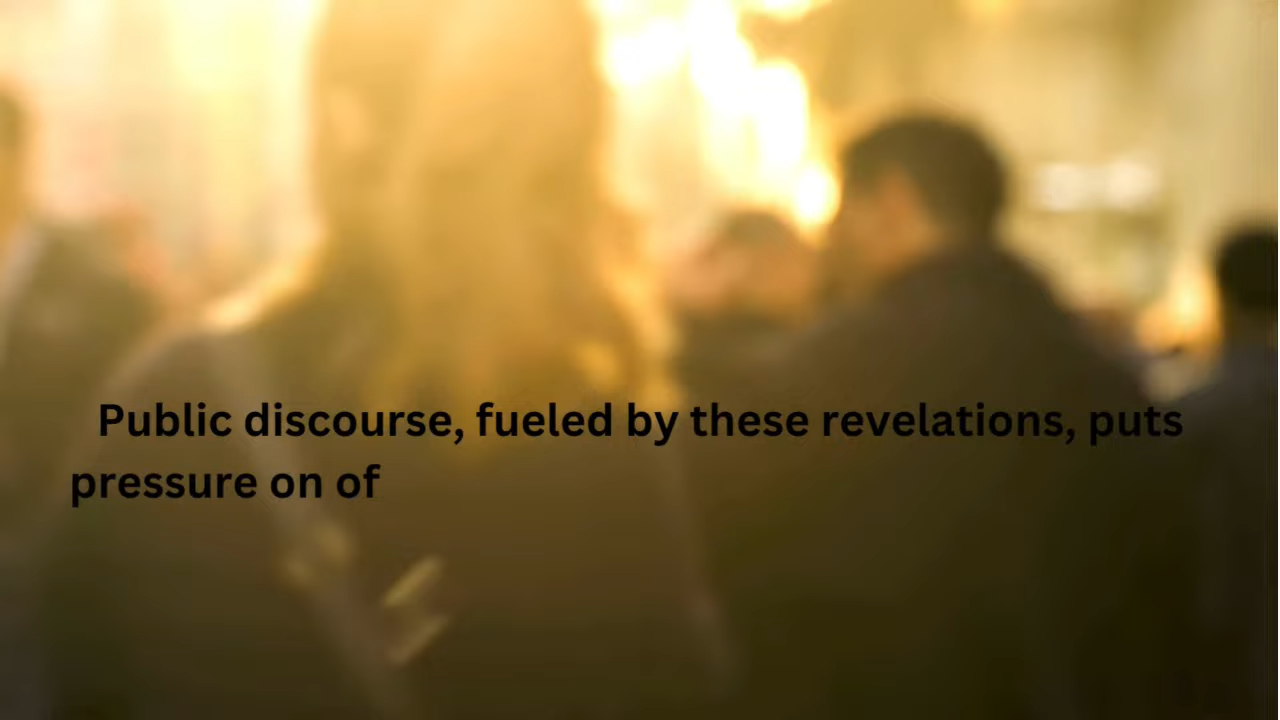 Public discourse, fueled by these revelations, puts
pressure on of